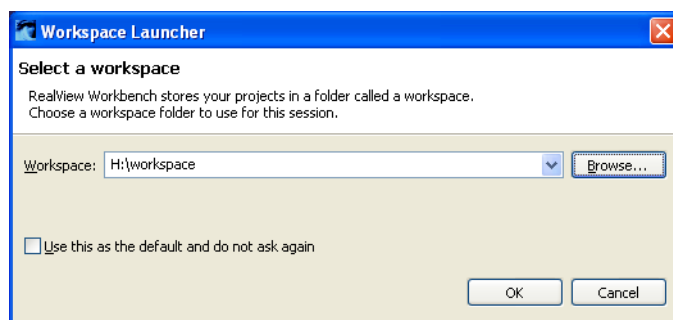 Workspace Launcher
Select a workspace
RealView Workbench stores your projects in a folder called a workspace.
Choose a workspace folder to use for this session.
Workspace: H:\workspace Browse...
Use this as the default and do not ask again
OK Cancel